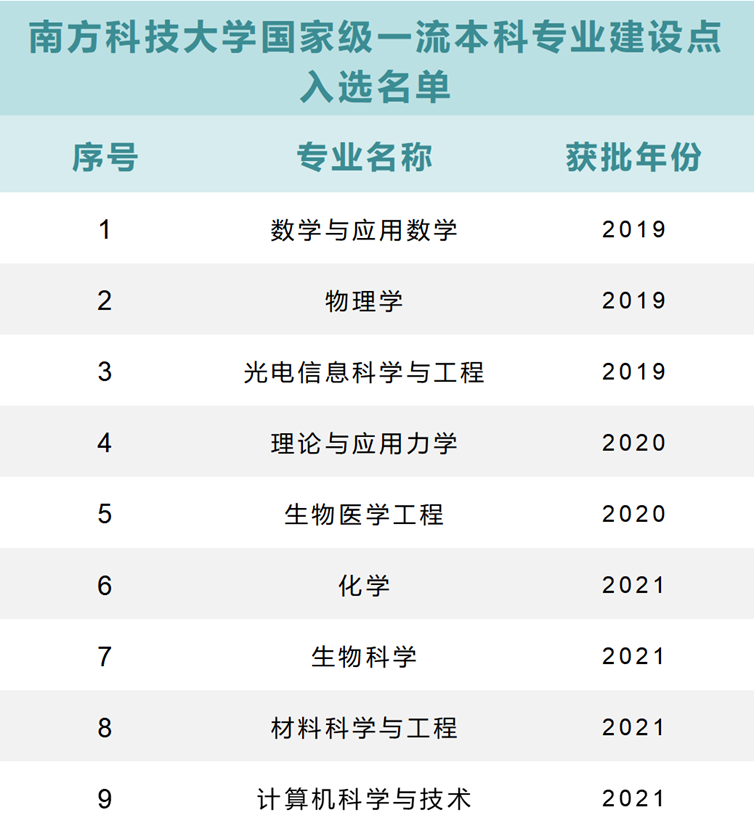 南方科技大学国家级一流本科专业建设点
入选名单
序号 专业名称 获批年份
1 数学与应用数学 2019
2 物理学 2019
3 光电信息科学与工程 2019
4 理论与应用力学 2020
5 生物医学工程 2020
6 化学 2021
7 生物科学 2021
8 材料科学与工程 2021
9 计算机科学与技术 2021